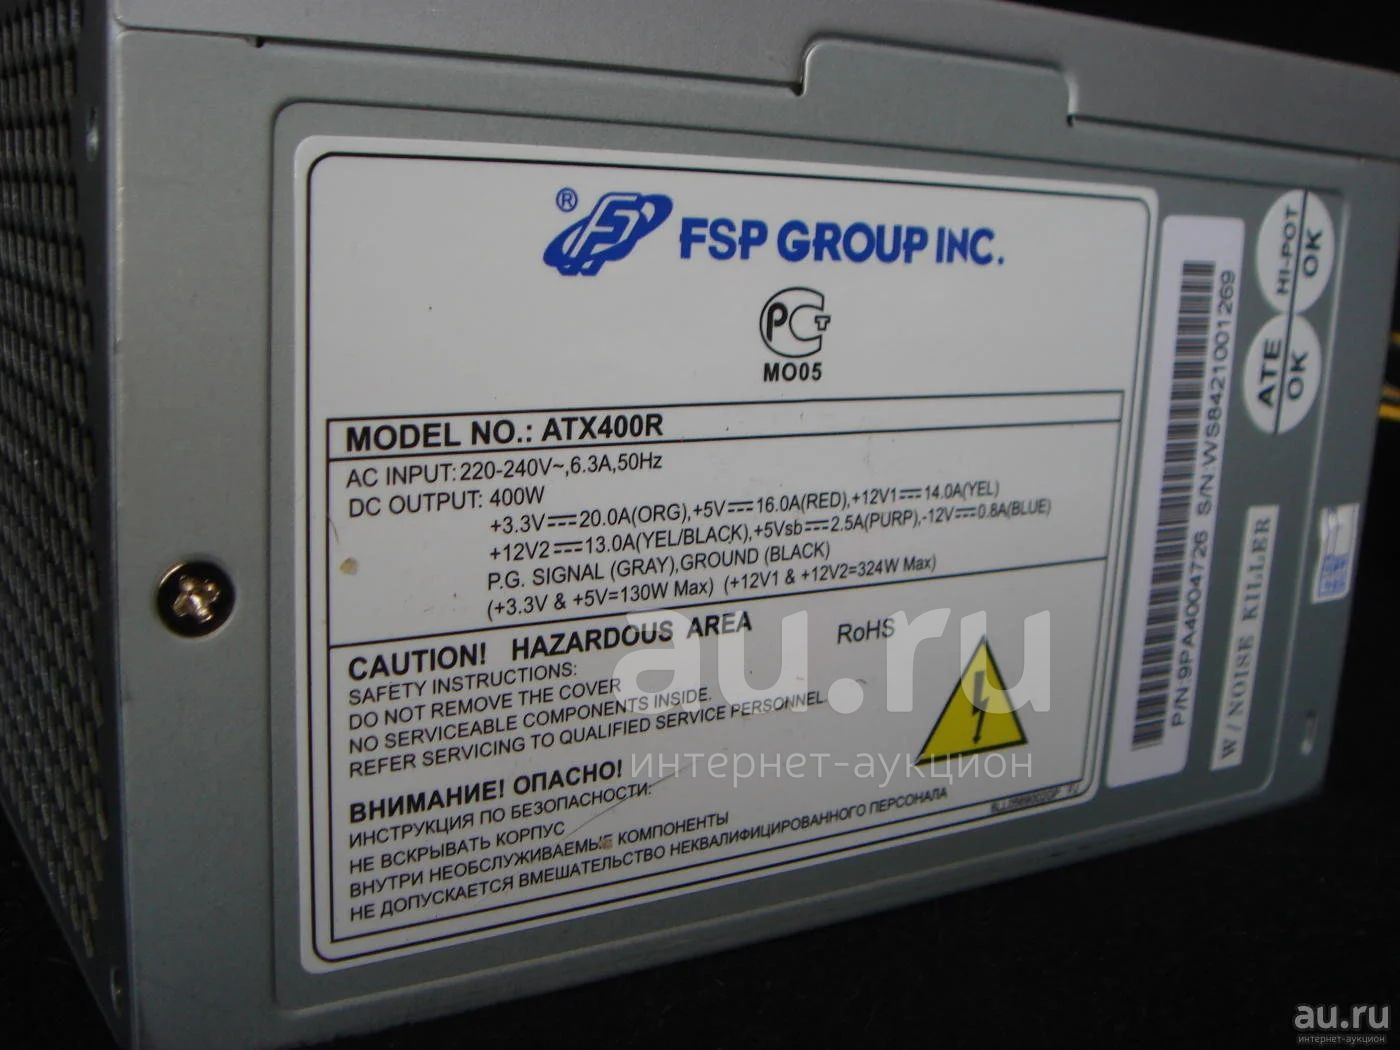 ® FSP GROUP INC.
PCT
MO05
MODEL NO.: ATX400R
AC INPUT: 220-240V~,6.3A,50Hz
DC OUTPUT: 400W
+3.3V⎓20.0A(ORG),+5V⎓16.0A(RED),+12V1⎓14.0A(YEL)
+12V2⎓13.0A(YEL/BLACK),+5Vsb⎓2.5A(PURP),-12V⎓0.8A(BLUE)
P.G. SIGNAL (GRAY),GROUND (BLACK)
(+3.3V & +5V=130W Max) (+12V1 & +12V2=324W Max)
CAUTION! HAZARDOUS AREA
RoHS
SAFETY INSTRUCTIONS:
DO NOT REMOVE THE COVER
NO SERVICEABLE COMPONENTS INSIDE.
REFER SERVICING TO QUALIFIED SERVICE PERSONNEL.
ВНИМАНИЕ! ОПАСНО!
ИНСТРУКЦИЯ ПО БЕЗОПАСНОСТИ:
НЕ ВСКРЫВАТЬ КОРПУС
ВНУТРИ НЕОБСЛУЖИВАЕМЫЕ КОМПОНЕНТЫ
НЕ ДОПУСКАЕТСЯ ВМЕШАТЕЛЬСТВО НЕКВАЛИФИЦИРОВАННОГО ПЕРСОНАЛА
P/N:9PA4004726 S/N:WS8421001269
HI-POT
OK
ATE
OK
W/NOISE KILLER
au.ru
интернет-аукцион
au.ru
интернет-аукцион